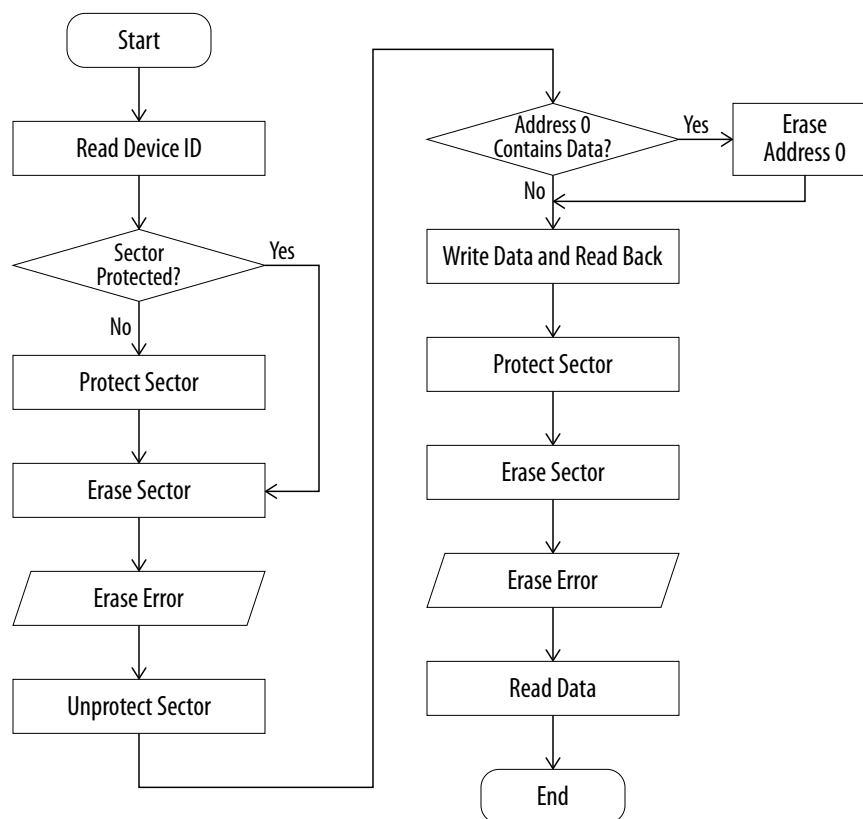 Start
Read Device ID
Sector
Protected?
Yes
No
Protect Sector
Erase Sector
Erase Error
Unprotect Sector
Address 0
Contains Data?
Yes
Erase
Address 0
No
Write Data and Read Back
Protect Sector
Erase Sector
Erase Error
Read Data
End